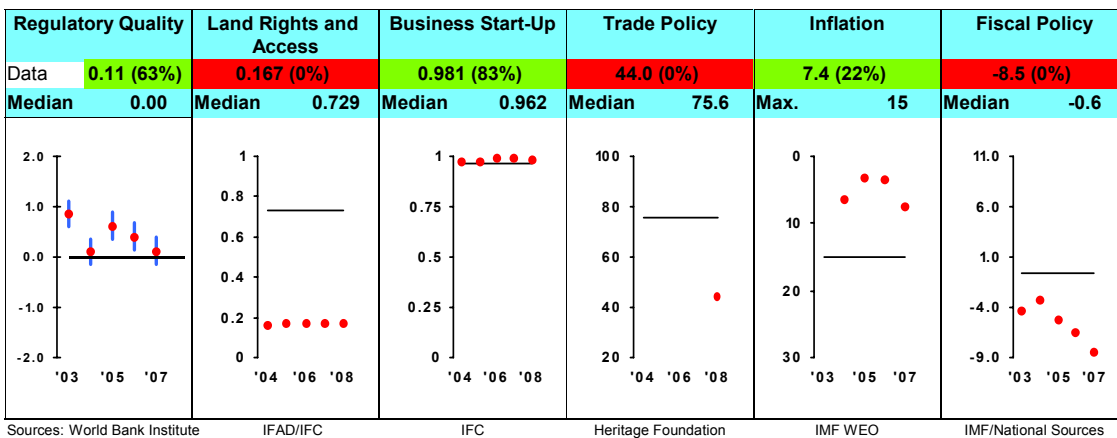 Regulatory Quality
Land Rights and
Access
Business Start-Up
Trade Policy
Inflation
Fiscal Policy
Data 0.11 (63%)
0.167 (0%)
0.981 (83%)
44.0 (0%)
7.4 (22%)
-8.5 (0%)
Median 0.00
Median 0.729
Median 0.962
Median 75.6
Max. 15
Median -0.6
2.0
1.0
0.0
-1.0
-2.0
'03 '05 '07
1
0.8
0.6
0.4
0.2
0
'04 '06 '08
1
0.75
0.5
0.25
0
'04 '06 '08
100
80
60
40
20
'04 '06 '08
0
10
20
30
'03 '05 '07
11.0
6.0
1.0
-4.0
-9.0
'03 '05 '07
Sources: World Bank Institute
IFAD/IFC
IFC
Heritage Foundation
IMF WEO
IMF/National Sources